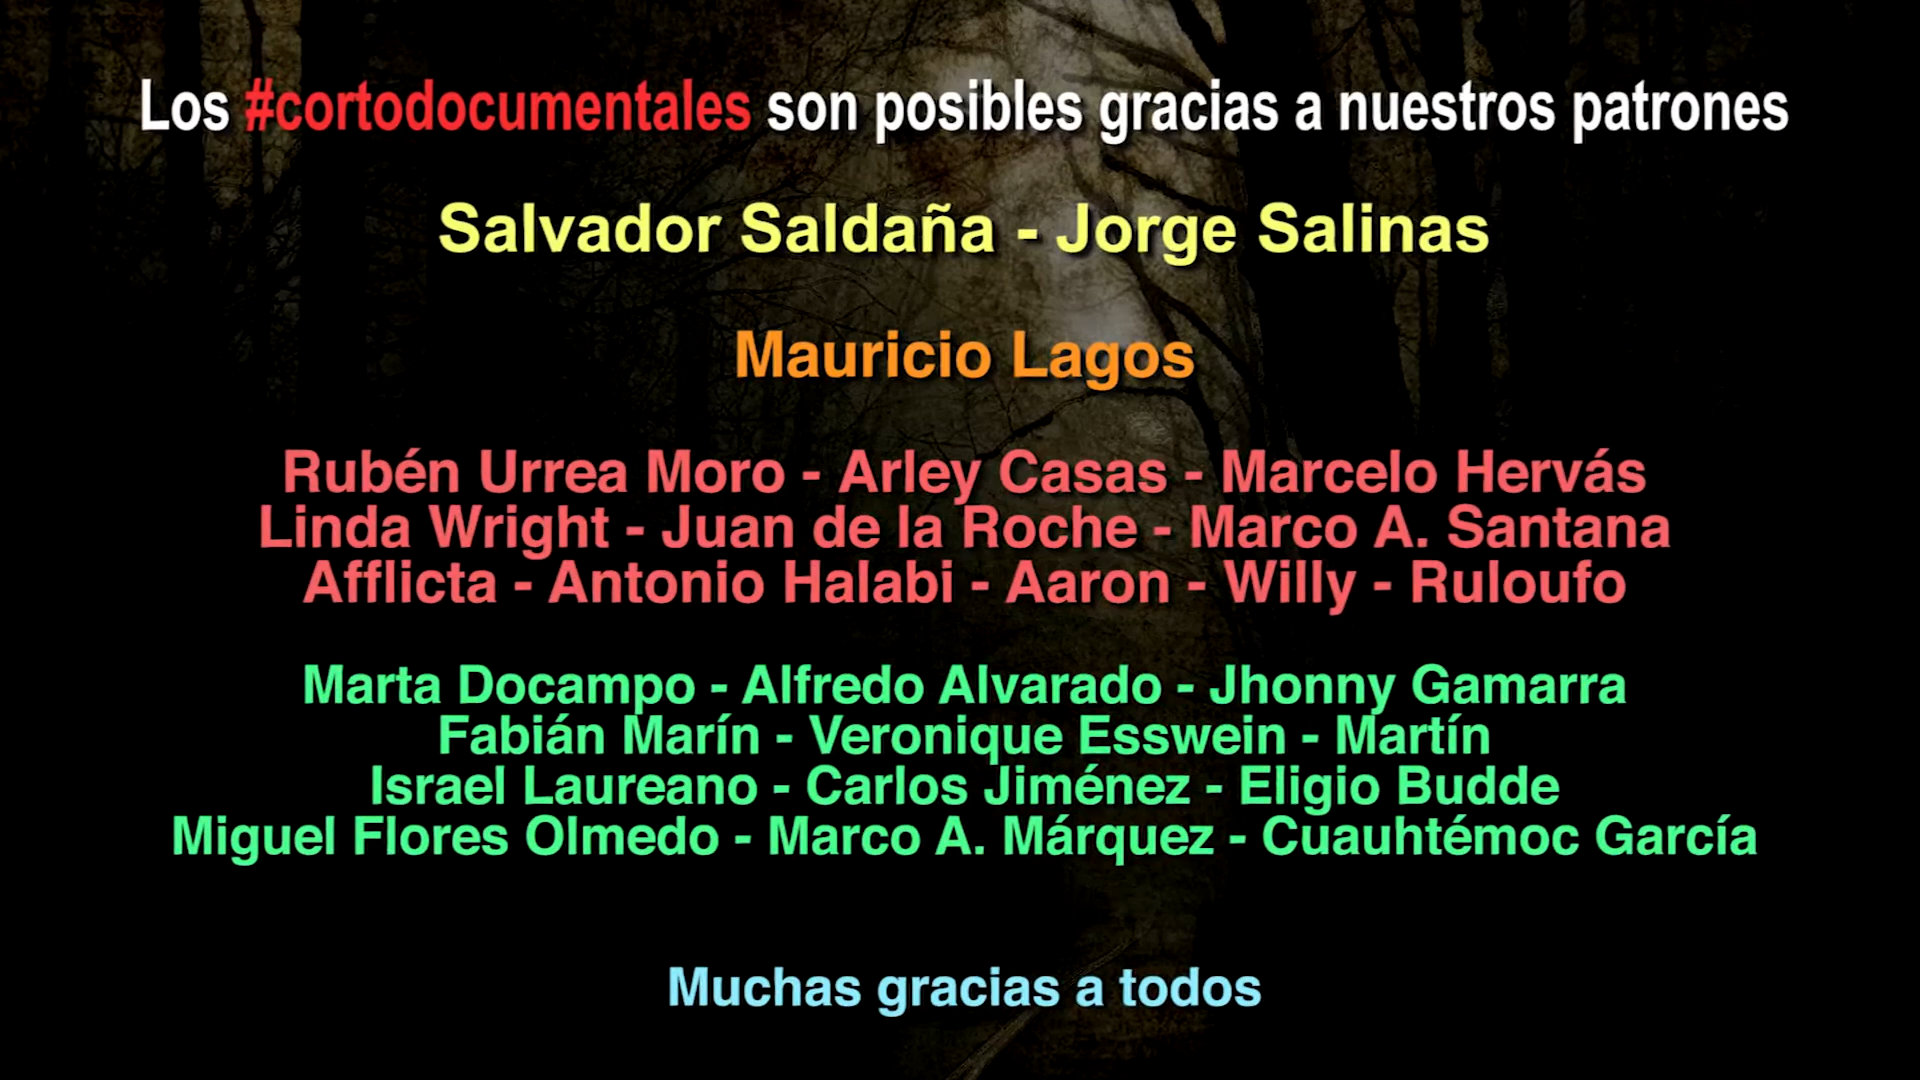 Los #cortodocumentales son posibles gracias a nuestros patrones
Salvador Saldaña - Jorge Salinas
Mauricio Lagos
Rubén Urrea Moro - Arley Casas - Marcelo Hervás
Linda Wright - Juan de la Roche - Marco A. Santana
Afflicta - Antonio Halabi - Aaron - Willy - Ruloufo
Marta Docampo - Alfredo Alvarado - Jhonny Gamarra
Fabián Marín - Veronique Esswein - Martín
Israel Laureano - Carlos Jiménez - Eligio Budde
Miguel Flores Olmedo - Marco A. Márquez - Cuauhtémoc García
Muchas gracias a todos